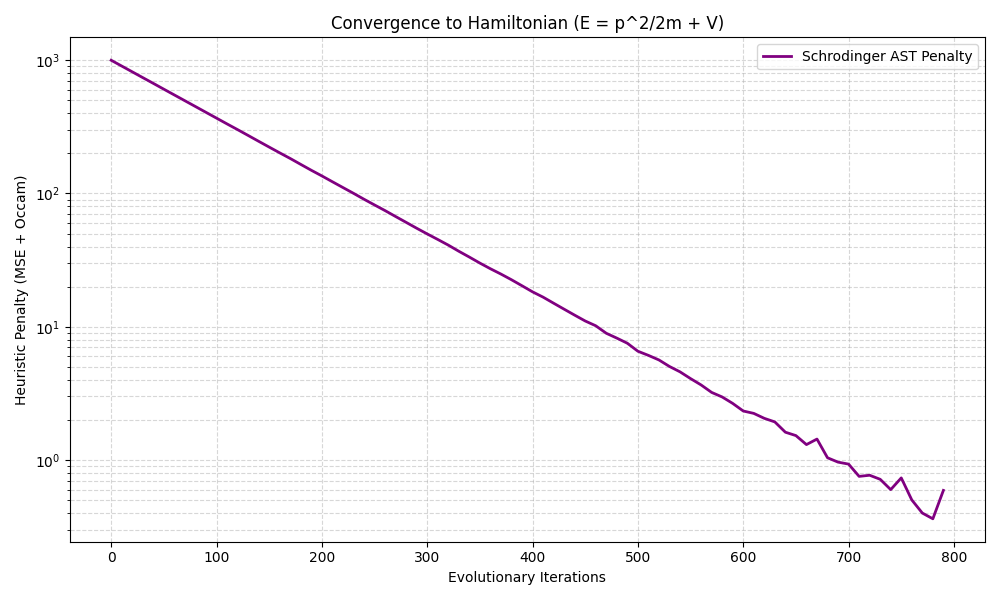 Convergence to Hamiltonian (E = p^2/2m + V)
Schrodinger AST Penalty
Heuristic Penalty (MSE + Occam)
10^3
10^2
10^1
10^0
0 100 200 300 400 500 600 700 800
Evolutionary Iterations